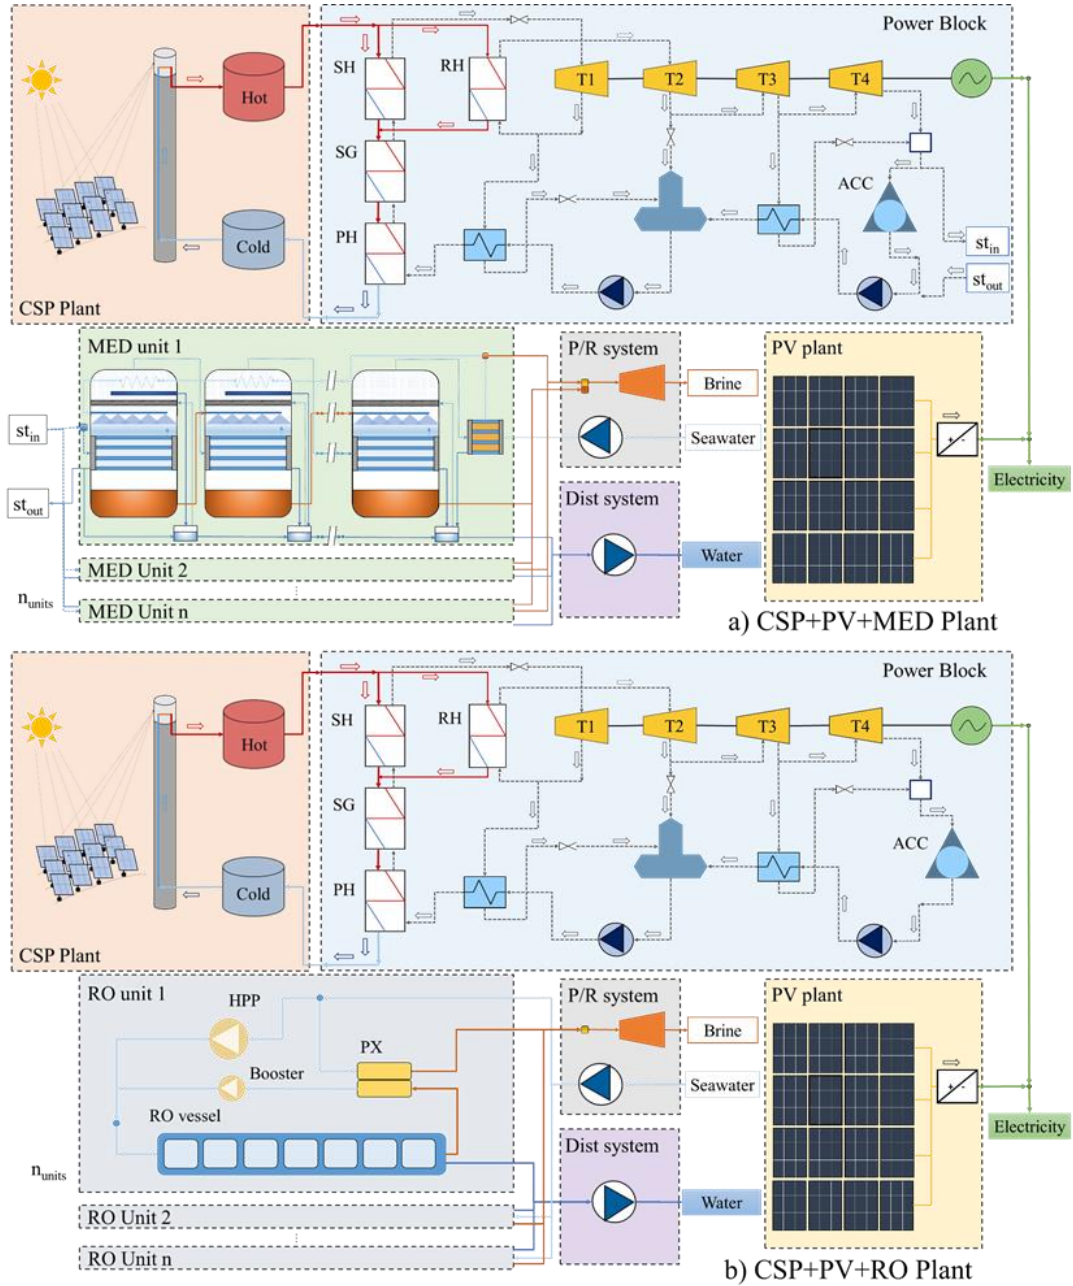 Power Block
SH
RH
T1
T2
T3
T4
Hot
SG
ACC
PH
Cold
st_in
st_out
CSP Plant
MED unit 1
P/R system
PV plant
Brine
st_in
Seawater
Electricity
st_out
Dist system
Water
MED Unit 2
n_units
MED Unit n
a) CSP+PV+MED Plant
Power Block
SH
RH
T1
T2
T3
T4
Hot
SG
ACC
PH
Cold
CSP Plant
RO unit 1
P/R system
PV plant
HPP
Brine
PX
Booster
Seawater
RO vessel
Electricity
Dist system
n_units
Water
RO Unit 2
RO Unit n
b) CSP+PV+RO Plant